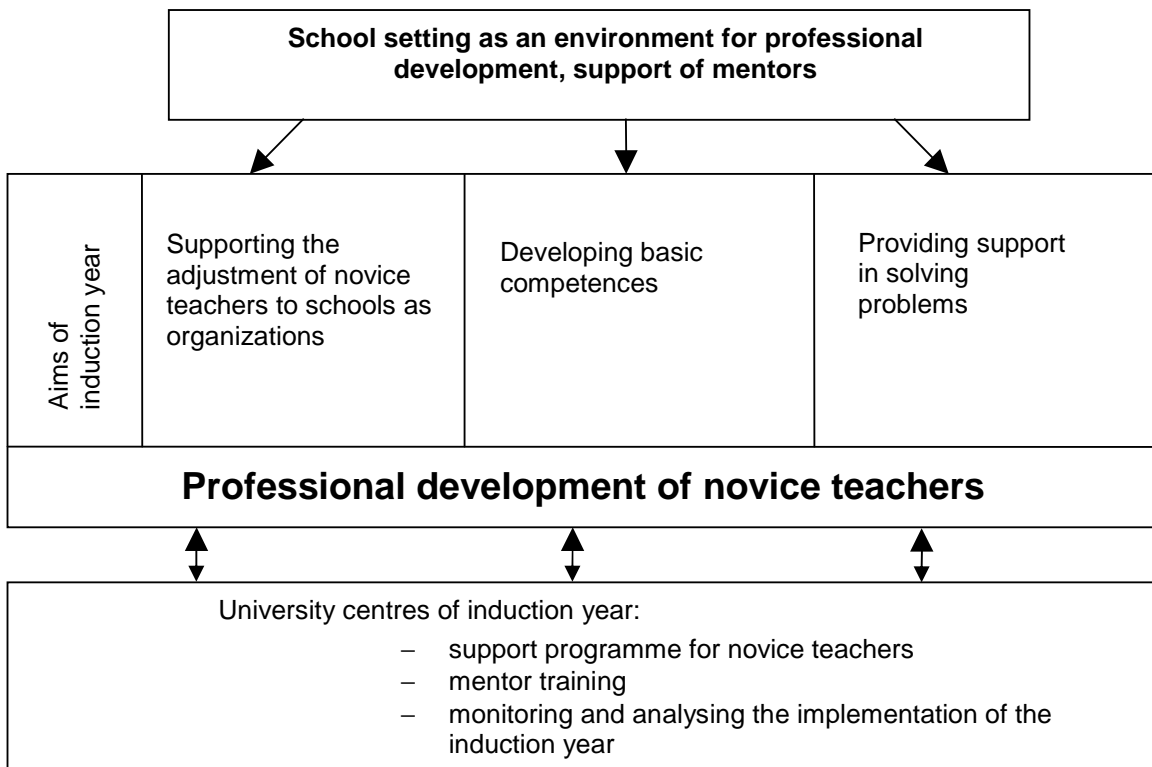 School setting as an environment for professional
development, support of mentors
Aims of
induction year
Supporting the
adjustment of novice
teachers to schools as
organizations
Developing basic
competences
Providing support
in solving
problems
Professional development of novice teachers
University centres of induction year:
– support programme for novice teachers
– mentor training
– monitoring and analysing the implementation of the
induction year